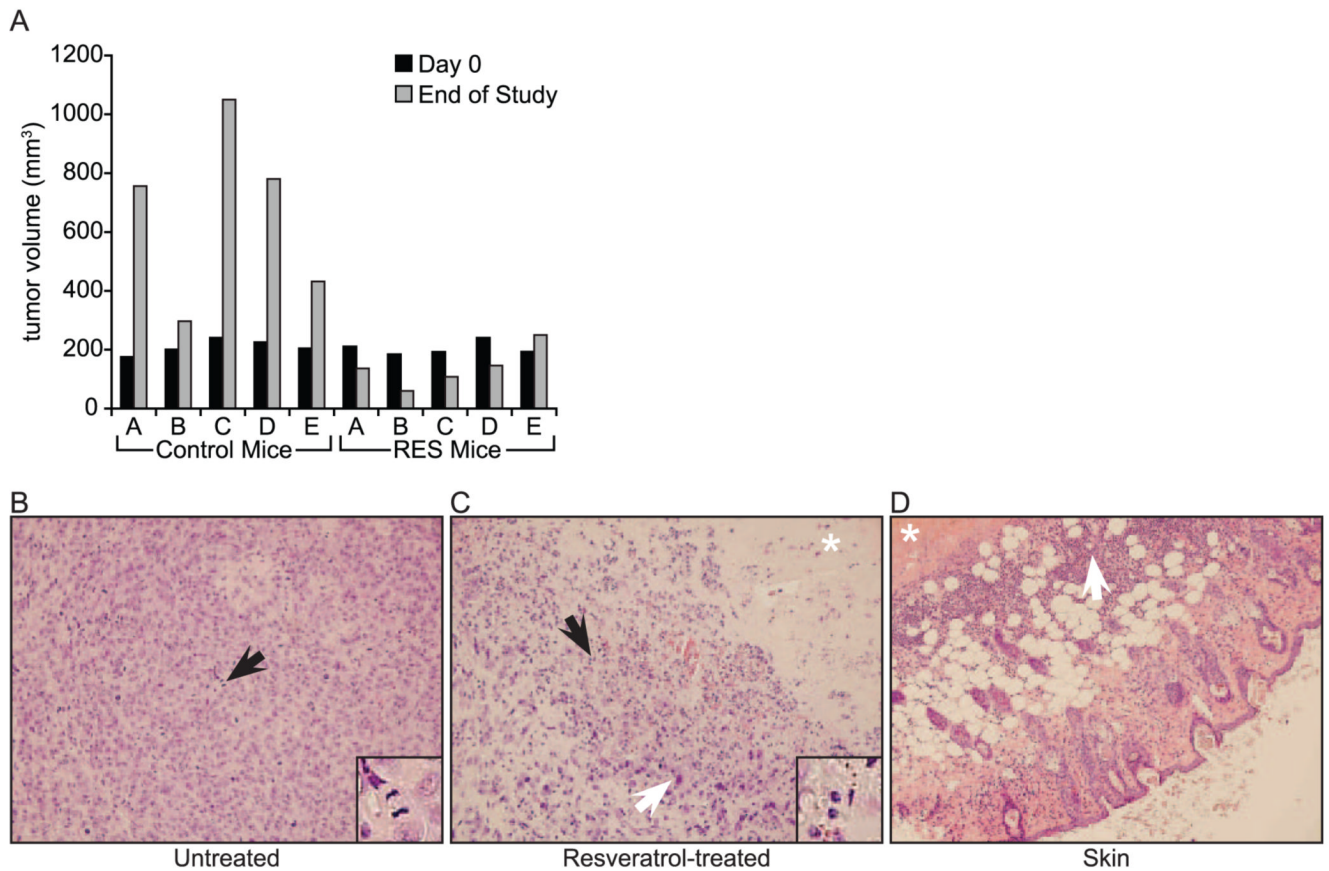 A
1200
1000
800
600
400
200
0
tumor volume (mm³)
Day 0
End of Study
A B C D E A B C D E
Control Mice RES Mice
B
C
D
*
*
Untreated
Resveratrol-treated
Skin